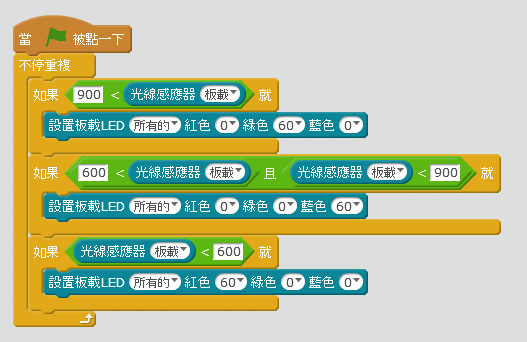 當 被點一下
不停重複
如果 900 < 光線感應器 板載 就
設置板載LED 所有的 紅色 0 綠色 60 藍色 0
如果 600 < 光線感應器 板載 且 光線感應器 板載 < 900 就
設置板載LED 所有的 紅色 0 綠色 0 藍色 60
如果 光線感應器 板載 < 600 就
設置板載LED 所有的 紅色 60 綠色 0 藍色 0